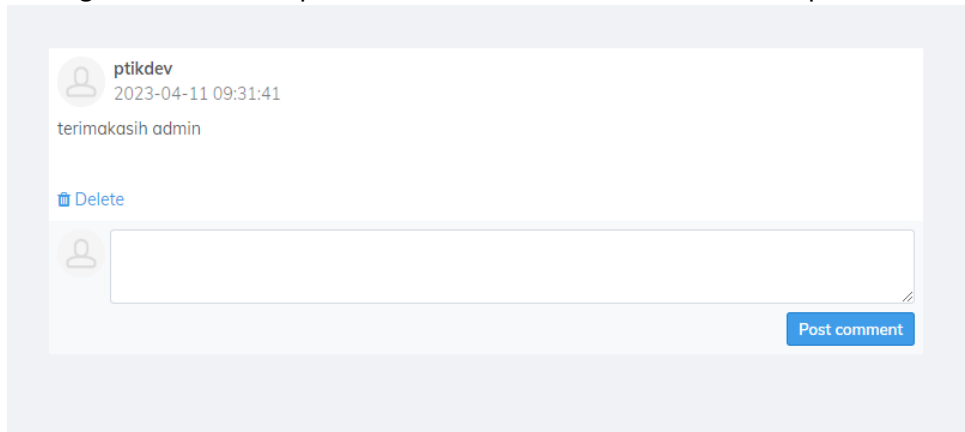 ptikdev
2023-04-11 09:31:41
terimakasih admin
Delete
Post comment